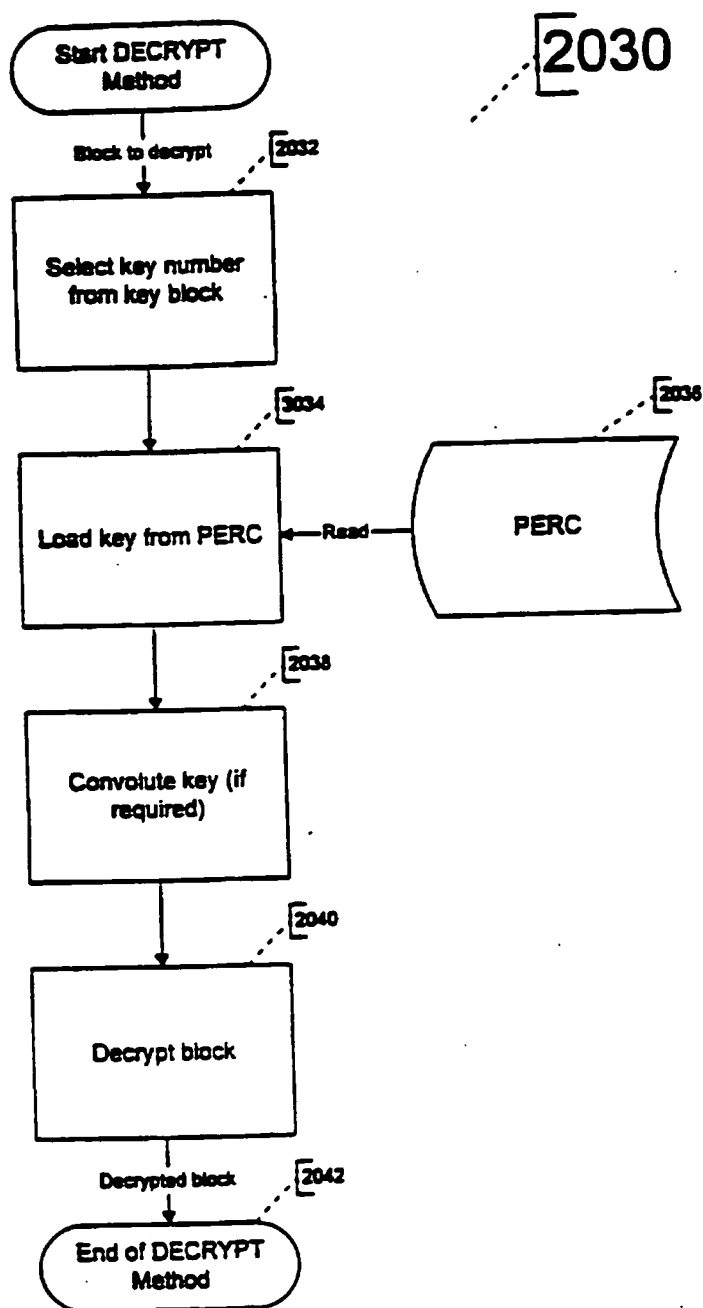 Start DECRYPT
Method
2030
Block to decrypt
2032
Select key number
from key block
3034
2036
Load key from PERC
Read
PERC
2038
Convolute key (if
required)
2040
Decrypt block
Decrypted block
2042
End of DECRYPT
Method